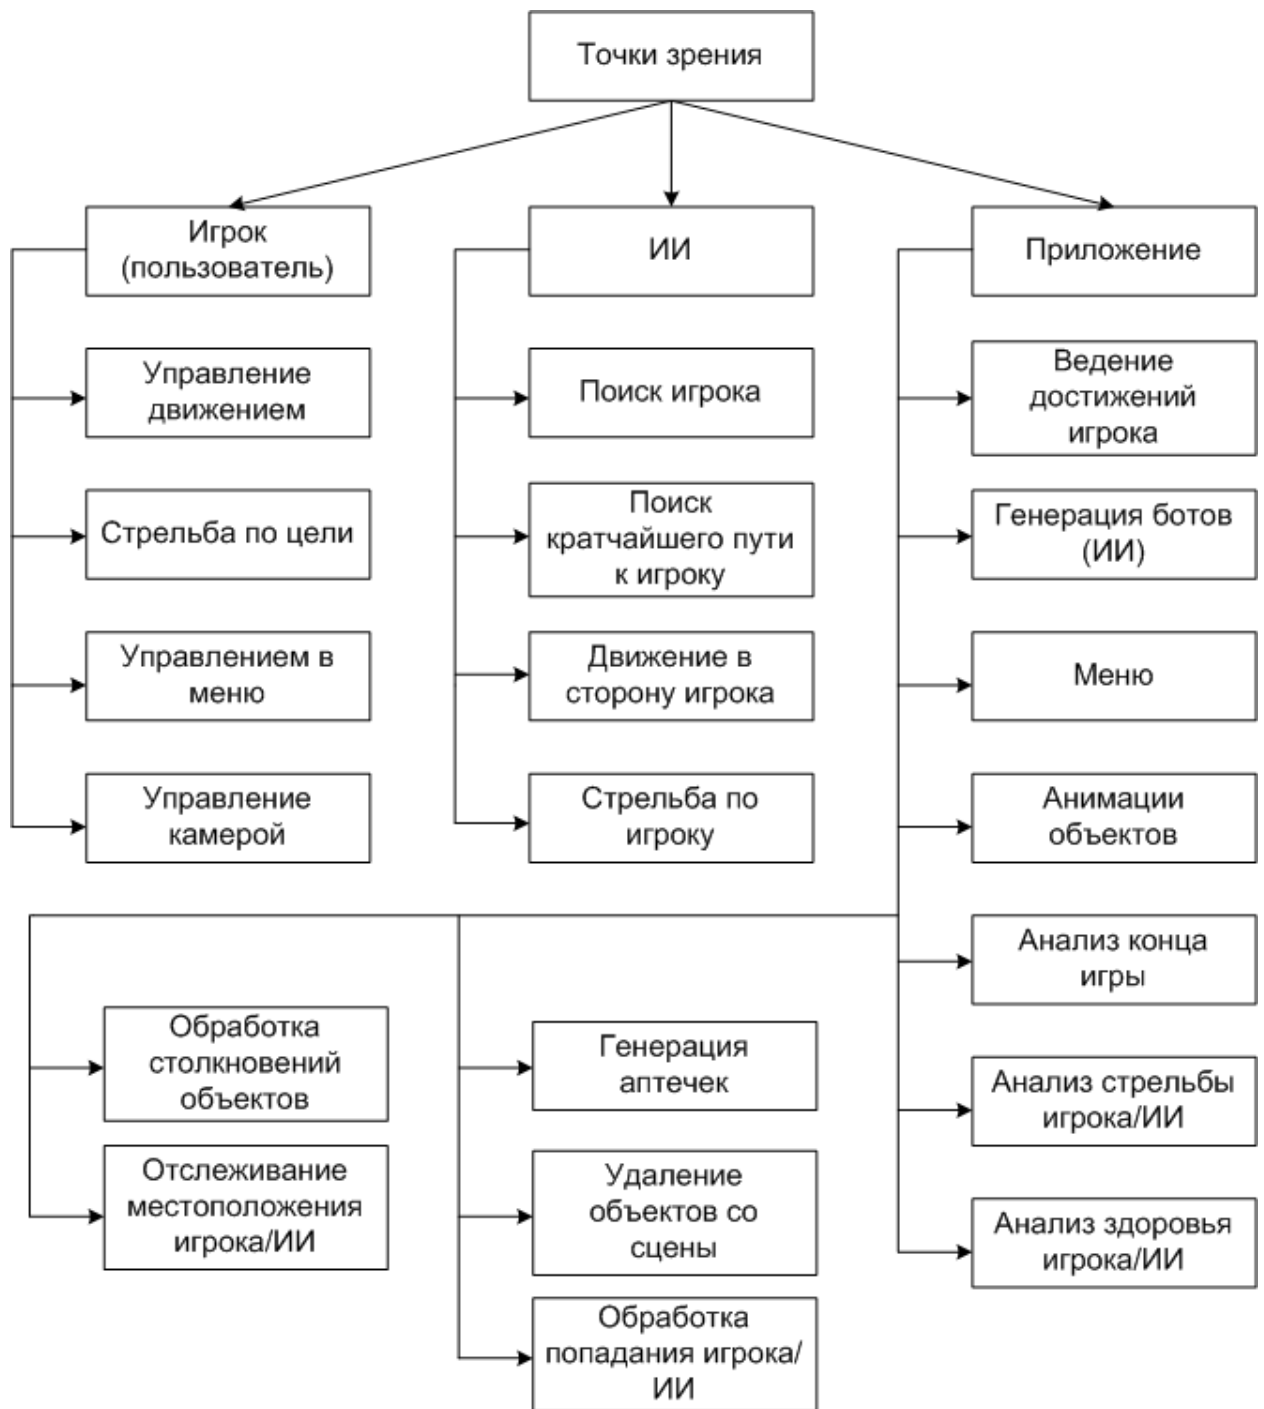 Точки зрения
Игрок
(пользователь)
ИИ
Приложение
Управление
движением
Поиск игрока
Ведение
достижений
игрока
Стрельба по цели
Поиск
кратчайшего пути
к игроку
Генерация ботов
(ИИ)
Управлением в
меню
Движение в
сторону игрока
Меню
Управление
камерой
Стрельба по
игроку
Анимации
объектов
Анализ конца
игры
Обработка
столкновений
объектов
Генерация
аптечек
Анализ стрельбы
игрока/ИИ
Отслеживание
местоположения
игрока/ИИ
Удаление
объектов со
сцены
Анализ здоровья
игрока/ИИ
Обработка
попадания игрока/
ИИ